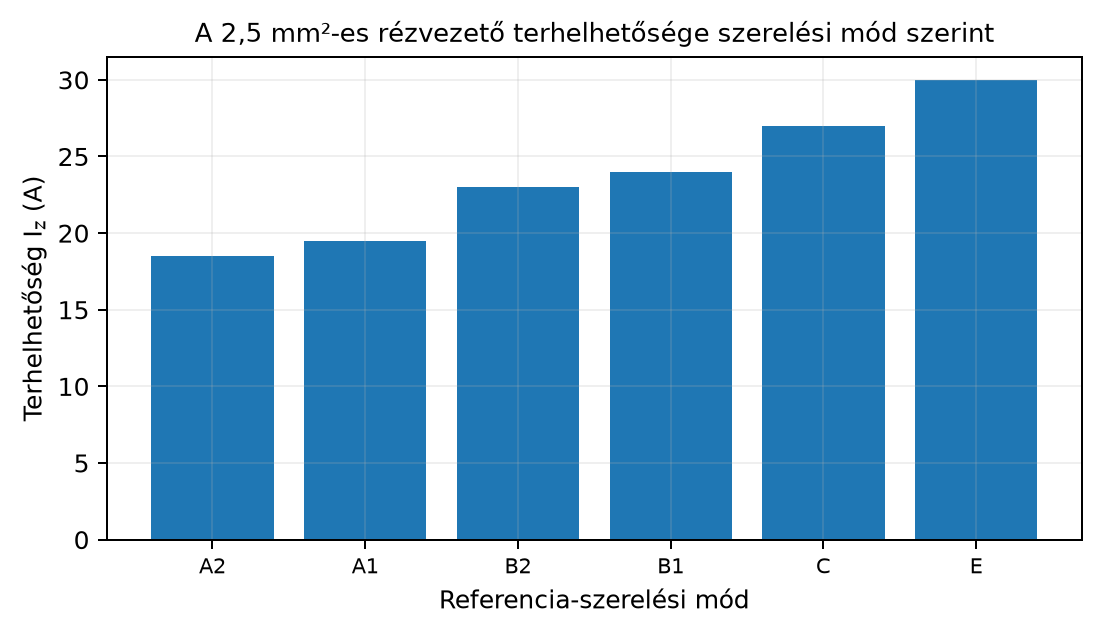 A 2,5 mm²-es rézvezető terhelhetősége szerelési mód szerint
Terhelhetőség I_z (A)
30
25
20
15
10
5
0
A2 A1 B2 B1 C E
Referencia-szerelési mód